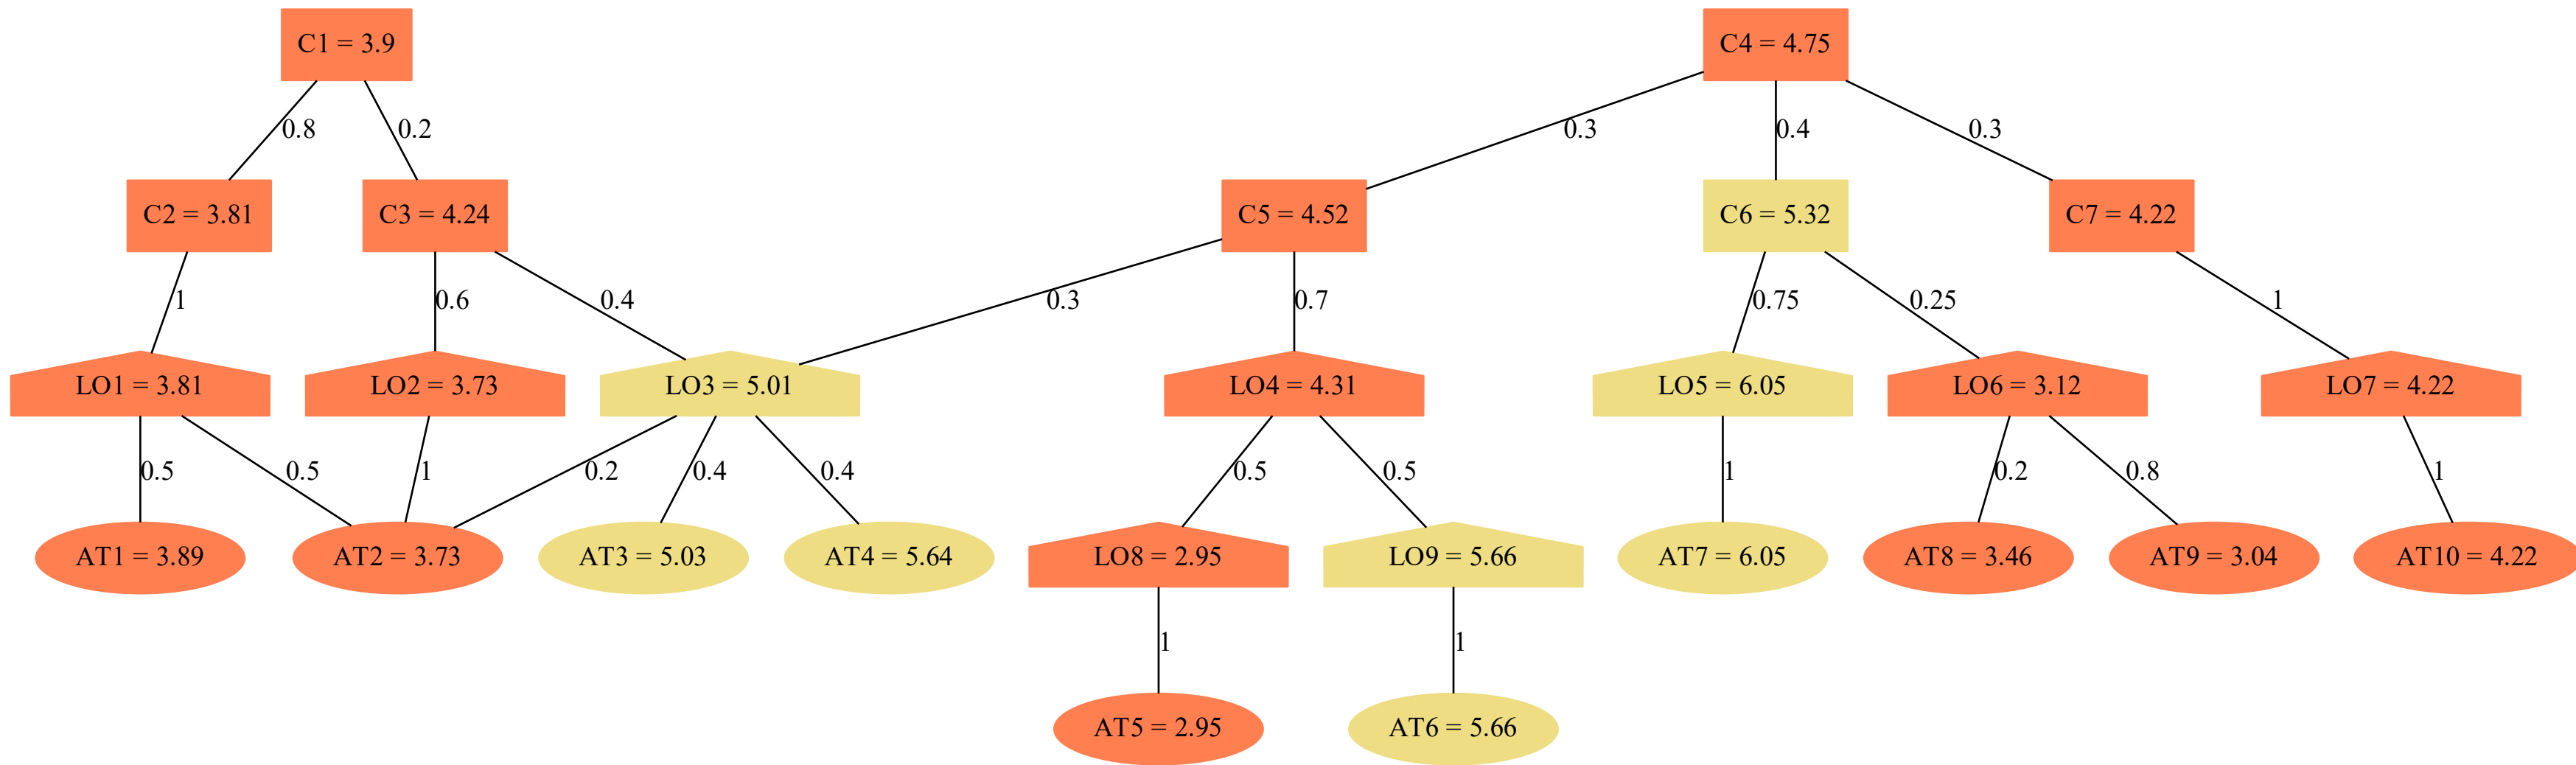 C1 = 3.9
C4 = 4.75
0.8
0.2
0.3
0.4
0.3
C2 = 3.81
C3 = 4.24
C5 = 4.52
C6 = 5.32
C7 = 4.22
1
0.6
0.4
0.3
0.7
0.75
0.25
1
LO1 = 3.81
LO2 = 3.73
LO3 = 5.01
LO4 = 4.31
LO5 = 6.05
LO6 = 3.12
LO7 = 4.22
0.5
0.5
1
0.2
0.4
0.4
0.5
0.5
1
0.2
0.8
1
AT1 = 3.89
AT2 = 3.73
AT3 = 5.03
AT4 = 5.64
LO8 = 2.95
LO9 = 5.66
AT7 = 6.05
AT8 = 3.46
AT9 = 3.04
AT10 = 4.22
1
1
AT5 = 2.95
AT6 = 5.66